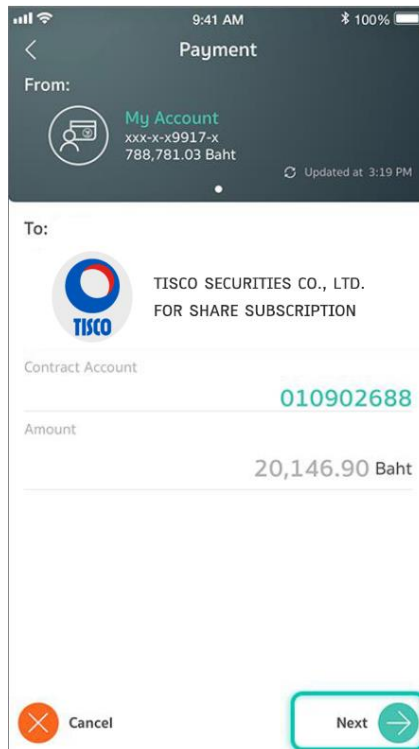 9:41 AM
100%
Payment
From:
My Account
xxx-x-x9917-x
788,781.03 Baht
Updated at 3:19 PM
To:
TISCO
TISCO SECURITIES CO., LTD.
FOR SHARE SUBSCRIPTION
Contract Account
010902688
Amount
20,146.90 Baht
Cancel
Next